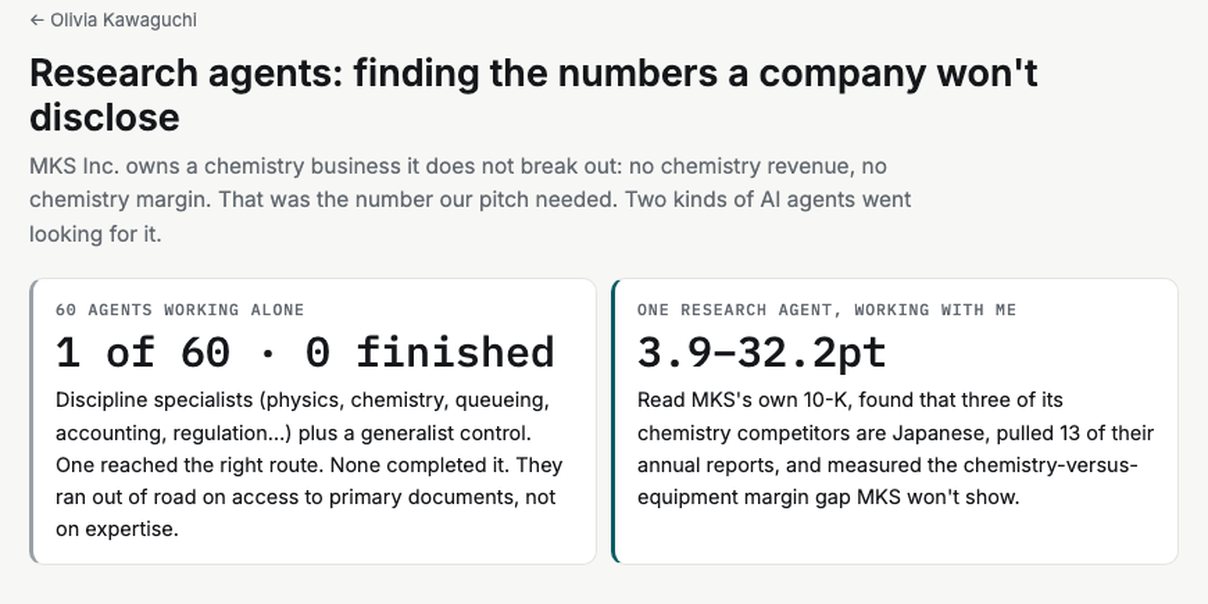 ← Olivia Kawaguchi
Research agents: finding the numbers a company won't
disclose
MKS Inc. owns a chemistry business it does not break out: no chemistry revenue, no
chemistry margin. That was the number our pitch needed. Two kinds of AI agents went
looking for it.
60 AGENTS WORKING ALONE
1 of 60 · 0 finished
Discipline specialists (physics, chemistry, queueing,
accounting, regulation...) plus a generalist control.
One reached the right route. None completed it. They
ran out of road on access to primary documents, not
on expertise.
ONE RESEARCH AGENT, WORKING WITH ME
3.9–32.2pt
Read MKS's own 10-K, found that three of its
chemistry competitors are Japanese, pulled 13 of their
annual reports, and measured the chemistry-versus-
equipment margin gap MKS won't show.